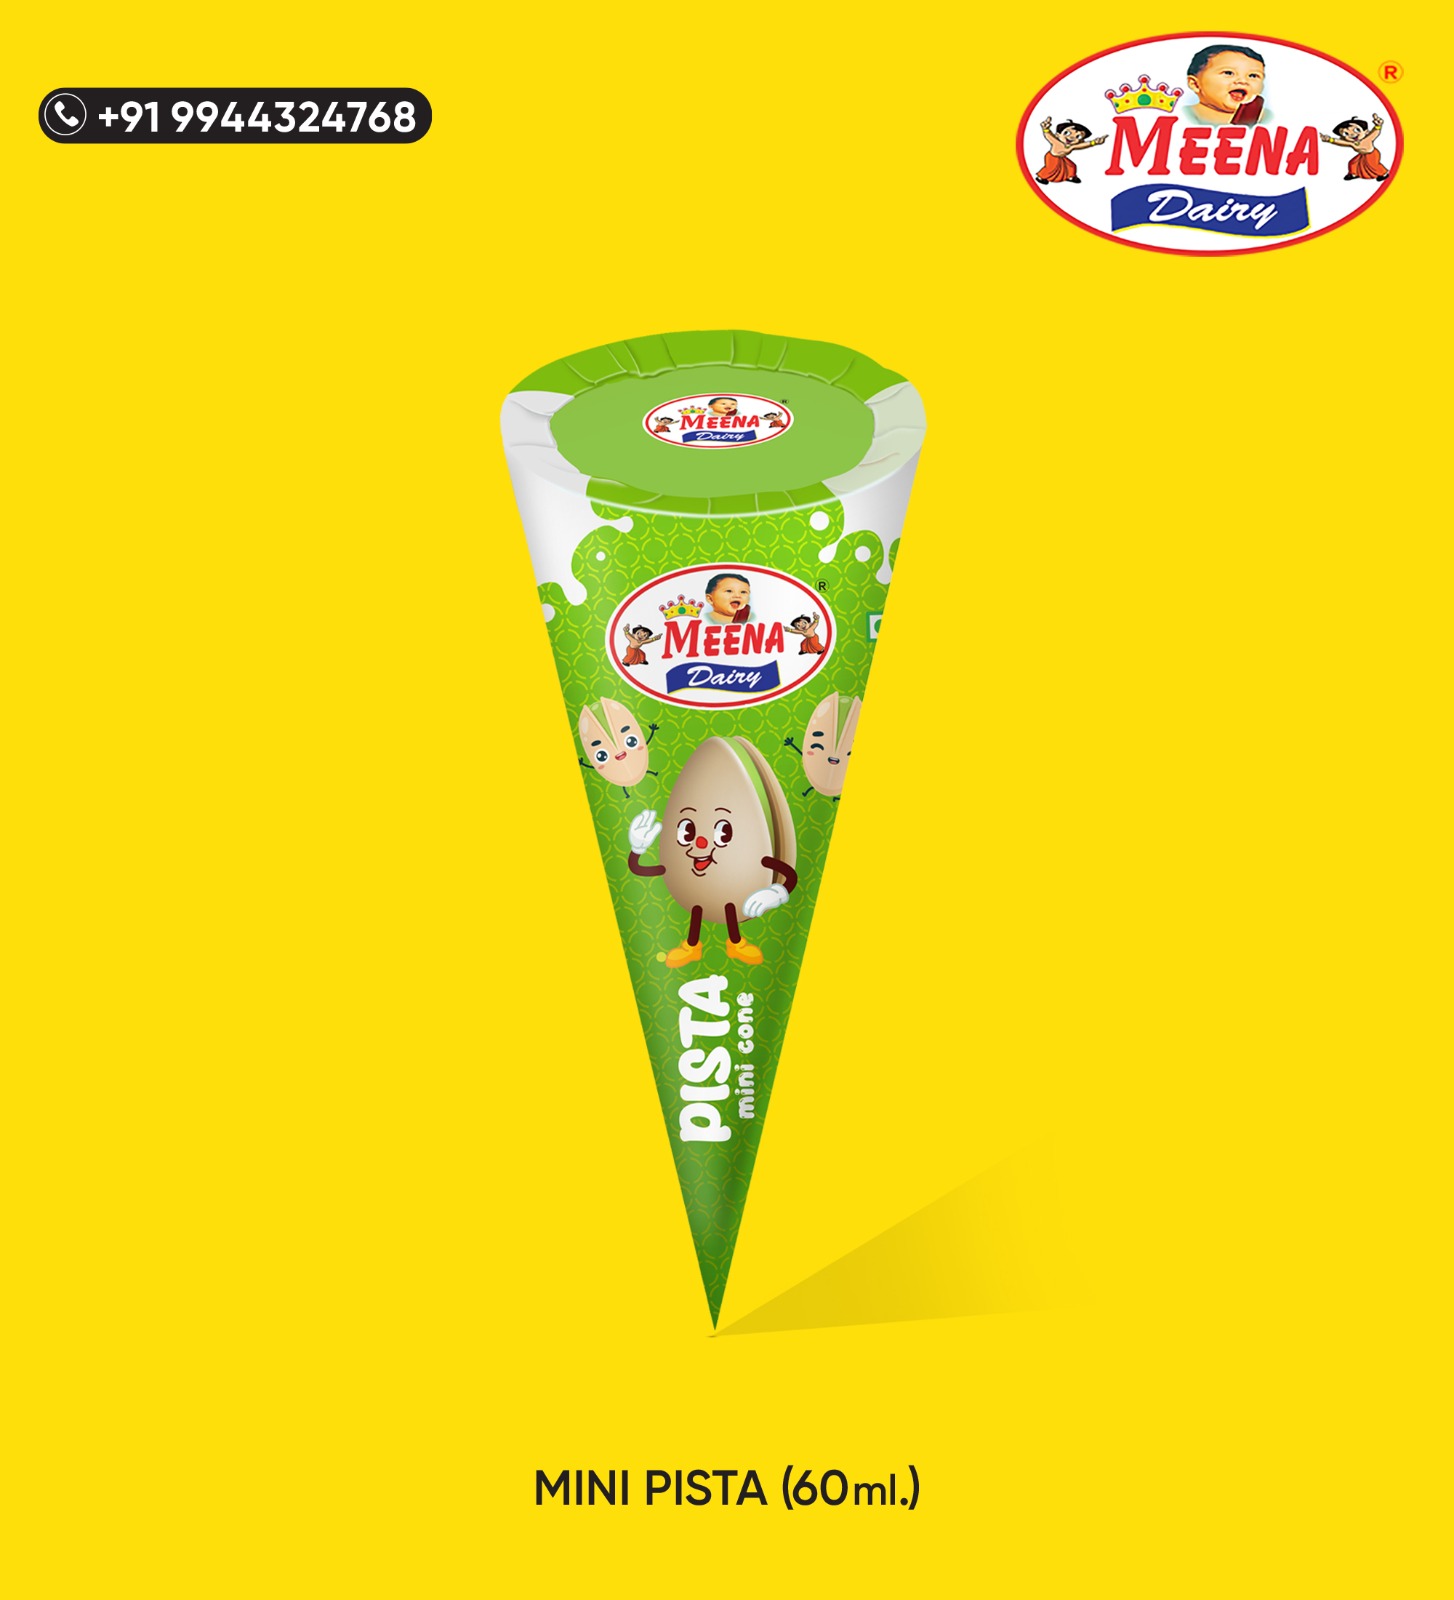 +91 9944324768
MEENA
Dairy
®
MEENA
Dairy
®
MEENA
Dairy
®
PISTA
mini cone
MINI PISTA (60ml.)